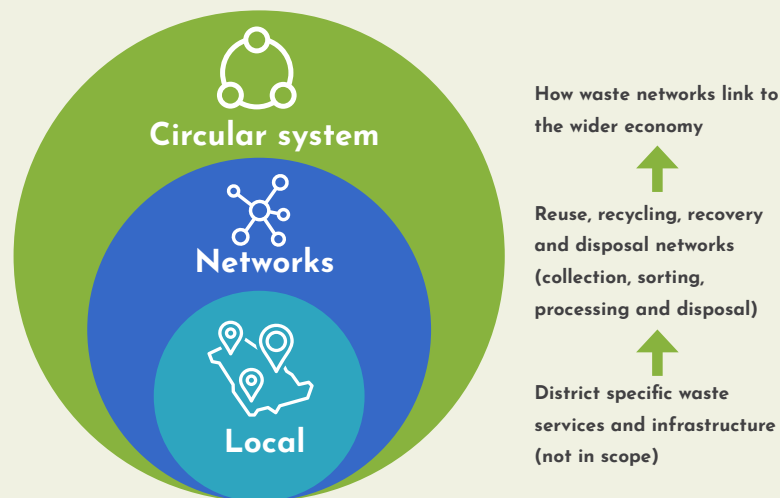 Circular system
Networks
Local
How waste networks link to
the wider economy
Reuse, recycling, recovery
and disposal networks
(collection, sorting,
processing and disposal)
District specific waste
services and infrastructure
(not in scope)